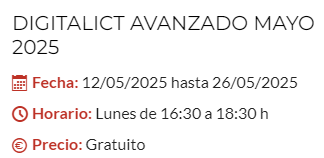 DIGITALICT AVANZADO MAYO
2025
Fecha: 12/05/2025 hasta 26/05/2025
Horario: Lunes de 16:30 a 18:30 h
Precio: Gratuito